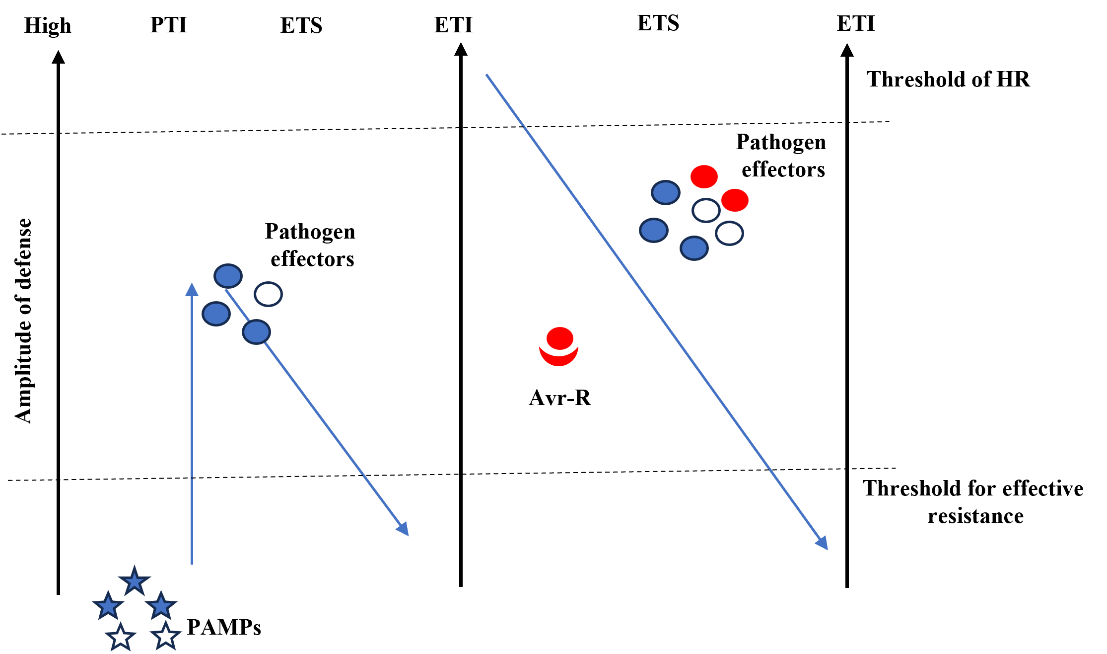 High
PTI
ETS
ETI
ETS
ETI
Threshold of HR
Pathogen
effectors
Pathogen
effectors
Amplitude of defense
Avr-R
Threshold for effective
resistance
PAMPs